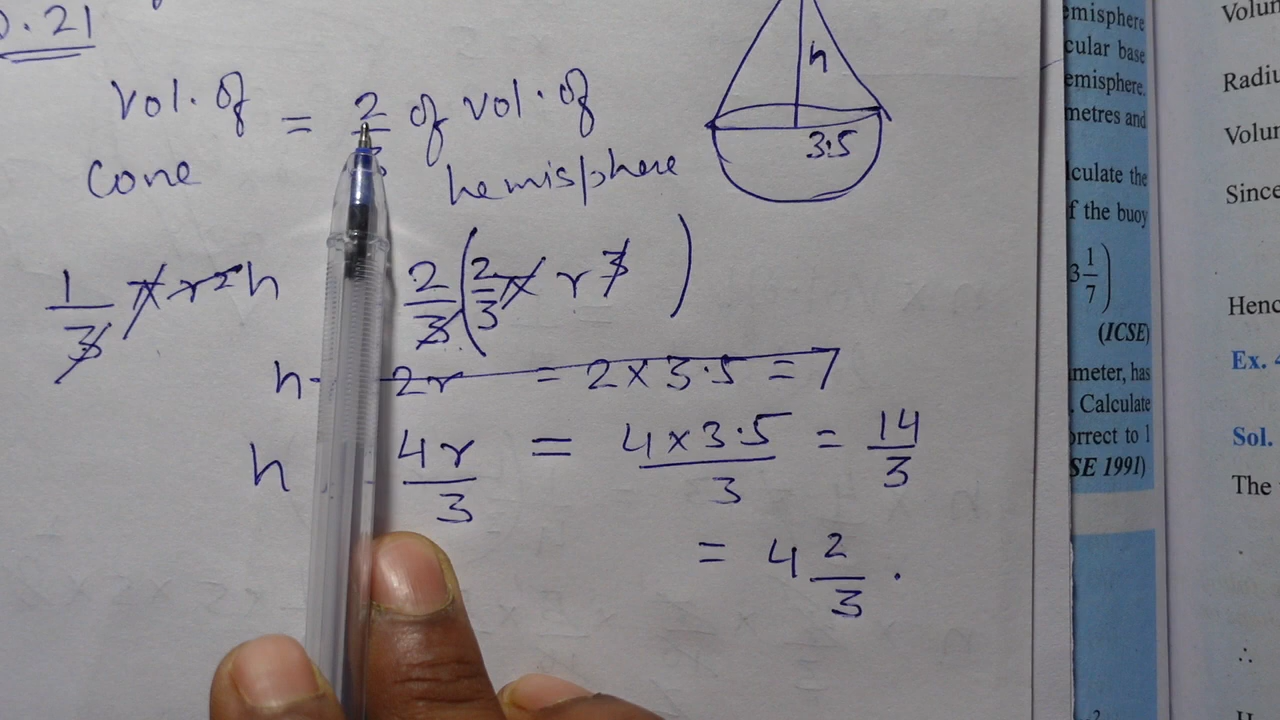 .21
h
Vol. of = 2/3 of vol. of
cone hemisphere
3.5
1/3 π r² h 2/3 (2/3 π r³)
h 2r = 2 × 3.5 = 7
h 4r/3 = 4 × 3.5/3 = 14/3
= 4 2/3 .
emisphere
cular base
emisphere.
metres and
lculate the
f the buoy
3 1/7)
(ICSE)
meter, has
. Calculate
orrect to 1
SE 1991)
Volun
Radiu
Volun
Since
Henc
Ex. 4
Sol.
The
∴